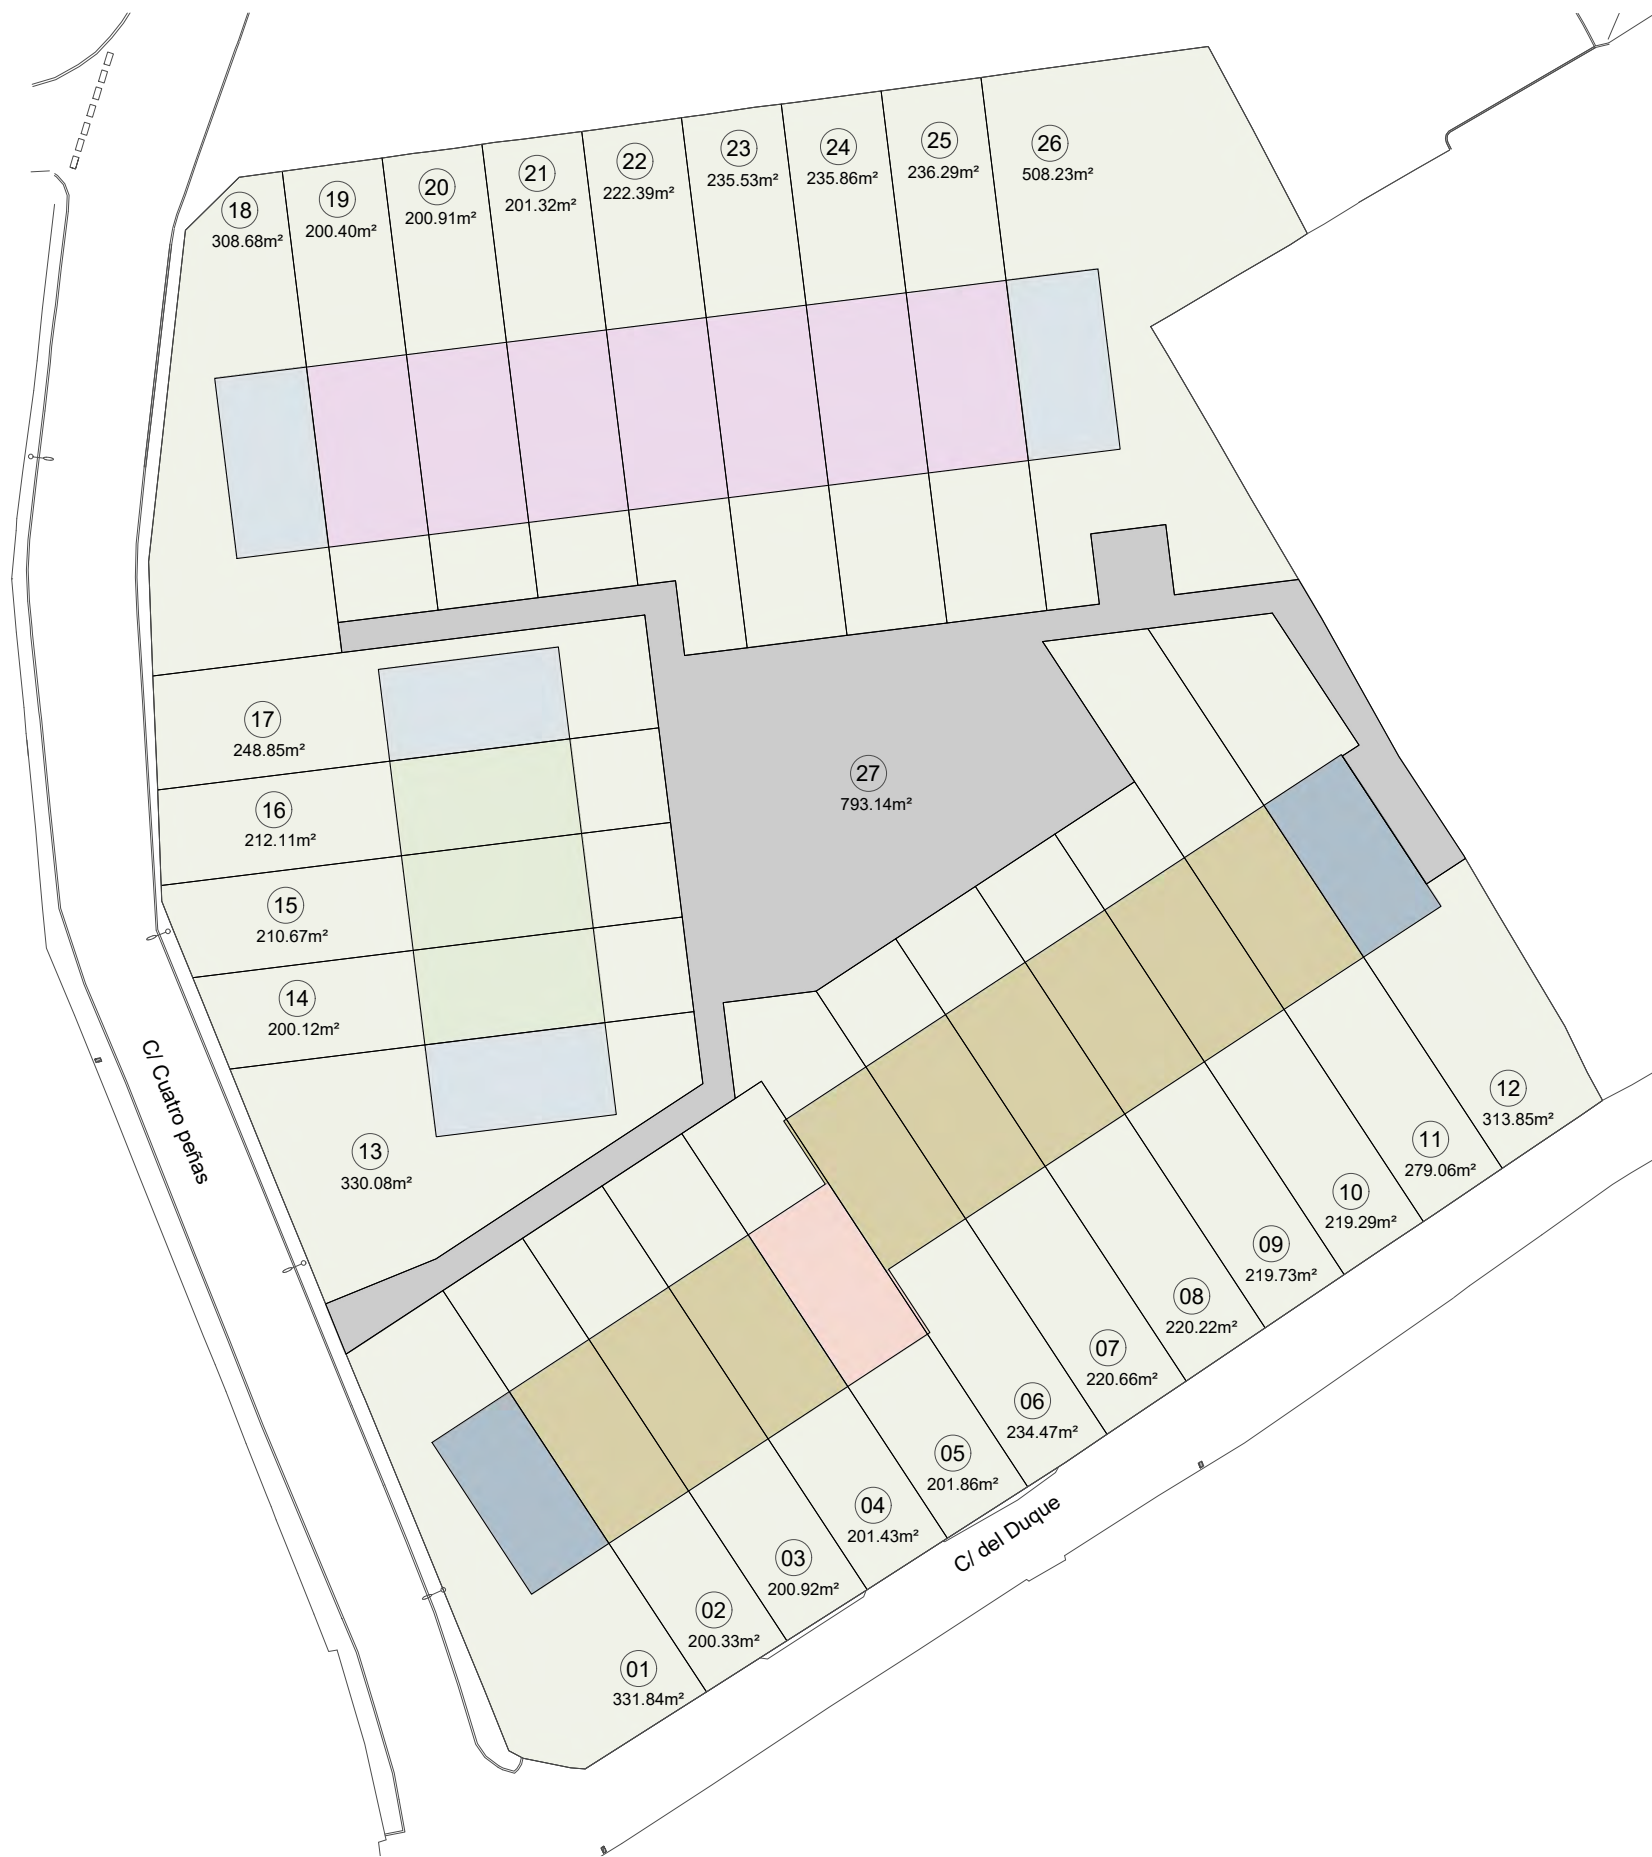 18
308.68m²
19
200.40m²
20
200.91m²
21
201.32m²
22
222.39m²
23
235.53m²
24
235.86m²
25
236.29m²
26
508.23m²
17
248.85m²
16
212.11m²
15
210.67m²
14
200.12m²
13
330.08m²
27
793.14m²
12
313.85m²
11
279.06m²
10
219.29m²
09
219.73m²
08
220.22m²
07
220.66m²
06
234.47m²
05
201.86m²
04
201.43m²
03
200.92m²
02
200.33m²
01
331.84m²
C/ Cuatro peñas
C/ del Duque